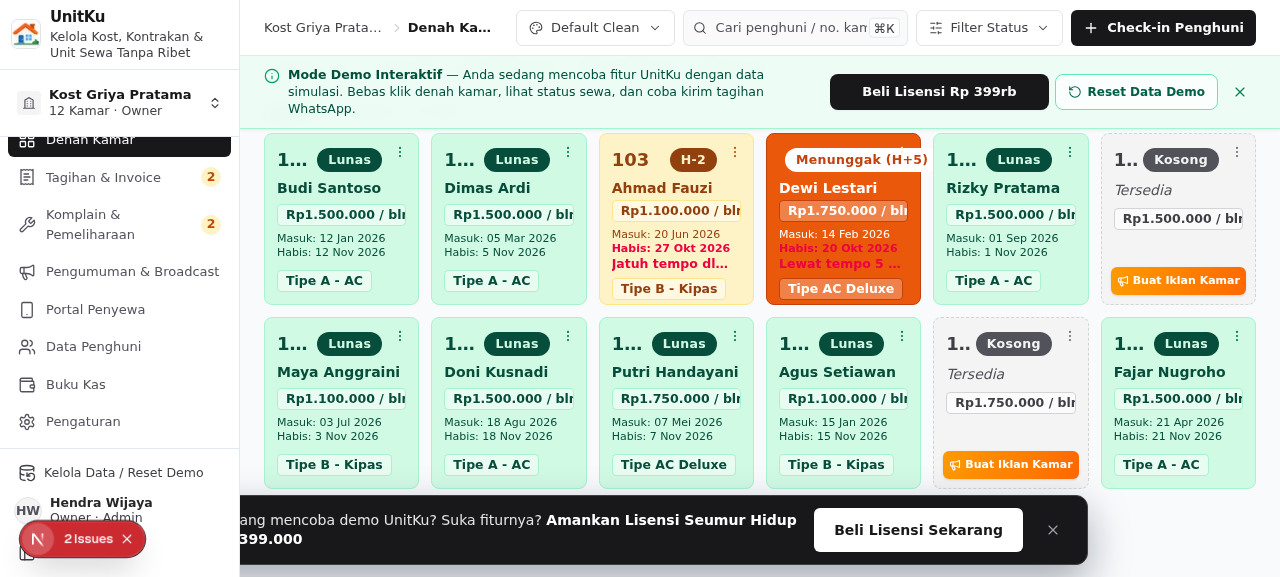 UnitKu
Kelola Kost, Kontrakan &
Unit Sewa Tanpa Ribet
Kost Griya Pratama
12 Kamar · Owner
Denah Kamar
Tagihan & Invoice
2
Komplain &
Pemeliharaan
2
Pengumuman & Broadcast
Portal Penyewa
Data Penghuni
Buku Kas
Pengaturan
Kelola Data / Reset Demo
HW
Hendra Wijaya
Owner · Admin
N
2 Issues
Kost Griya Prata...
Denah Ka...
Default Clean
Cari penghuni / no. kam
⌘K
Filter Status
Check-in Penghuni
Mode Demo Interaktif — Anda sedang mencoba fitur UnitKu dengan data
simulasi. Bebas klik denah kamar, lihat status sewa, dan coba kirim tagihan
WhatsApp.
Beli Lisensi Rp 399rb
Reset Data Demo
1...
Lunas
Budi Santoso
Rp1.500.000 / bln
Masuk: 12 Jan 2026
Habis: 12 Nov 2026
Tipe A - AC
1...
Lunas
Dimas Ardi
Rp1.500.000 / bln
Masuk: 05 Mar 2026
Habis: 5 Nov 2026
Tipe A - AC
103
H-2
Ahmad Fauzi
Rp1.100.000 / bln
Masuk: 20 Jun 2026
Habis: 27 Okt 2026
Jatuh tempo dl...
Tipe B - Kipas
Menunggak (H+5)
Dewi Lestari
Rp1.750.000 / bln
Masuk: 14 Feb 2026
Habis: 20 Okt 2026
Lewat tempo 5 ...
Tipe AC Deluxe
1...
Lunas
Rizky Pratama
Rp1.500.000 / bln
Masuk: 01 Sep 2026
Habis: 1 Nov 2026
Tipe A - AC
1..
Kosong
Tersedia
Rp1.500.000 / bln
Buat Iklan Kamar
1...
Lunas
Maya Anggraini
Rp1.100.000 / bln
Masuk: 03 Jul 2026
Habis: 3 Nov 2026
Tipe B - Kipas
1...
Lunas
Doni Kusnadi
Rp1.500.000 / bln
Masuk: 18 Agu 2026
Habis: 18 Nov 2026
Tipe A - AC
1...
Lunas
Putri Handayani
Rp1.750.000 / bln
Masuk: 07 Mei 2026
Habis: 7 Nov 2026
Tipe AC Deluxe
1...
Lunas
Agus Setiawan
Rp1.100.000 / bln
Masuk: 15 Jan 2026
Habis: 15 Nov 2026
Tipe B - Kipas
1..
Kosong
Tersedia
Rp1.750.000 / bln
Buat Iklan Kamar
1...
Lunas
Fajar Nugroho
Rp1.500.000 / bln
Masuk: 21 Apr 2026
Habis: 21 Nov 2026
Tipe A - AC
ang mencoba demo UnitKu? Suka fiturnya? Amankan Lisensi Seumur Hidup
399.000
Beli Lisensi Sekarang